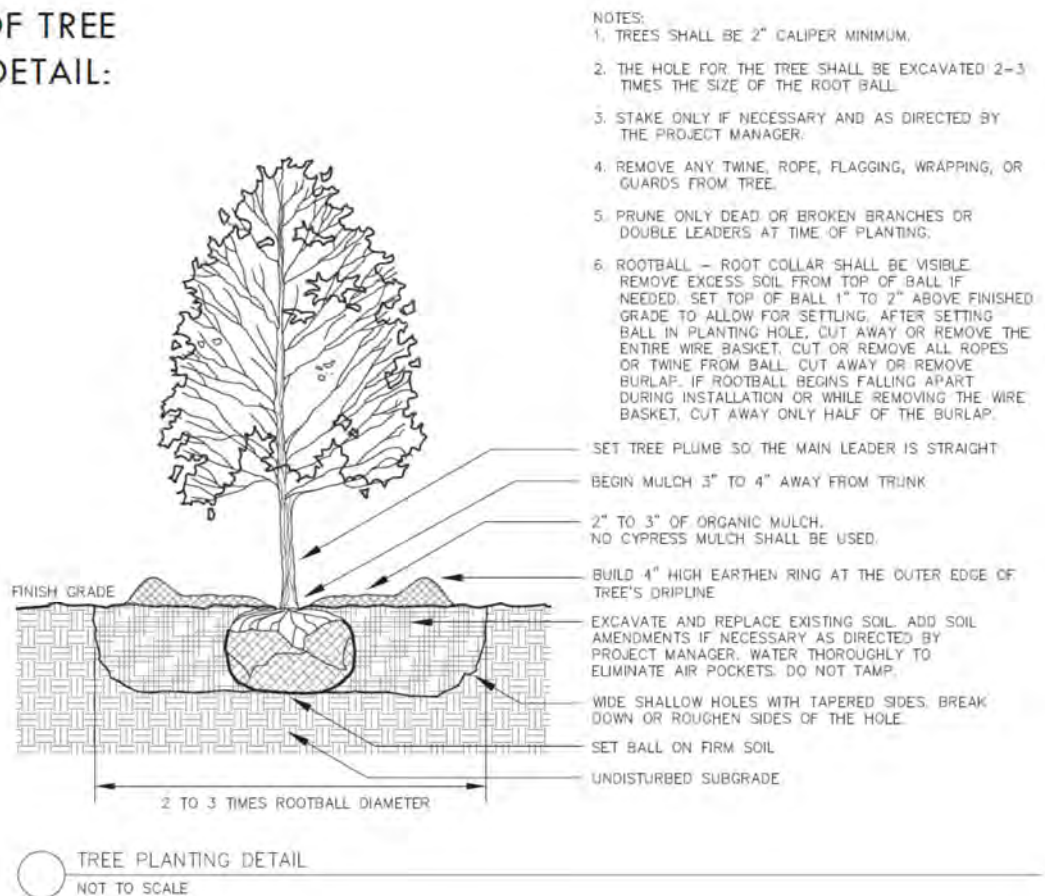 OF TREE
DETAIL:
NOTES:
1. TREES SHALL BE 2" CALIPER MINIMUM.
2. THE HOLE FOR THE TREE SHALL BE EXCAVATED 2-3
TIMES THE SIZE OF THE ROOT BALL.
3. STAKE ONLY IF NECESSARY AND AS DIRECTED BY
THE PROJECT MANAGER.
4. REMOVE ANY TWINE, ROPE, FLAGGING, WRAPPING, OR
GUARDS FROM TREE.
5. PRUNE ONLY DEAD OR BROKEN BRANCHES OR
DOUBLE LEADERS AT TIME OF PLANTING.
6. ROOTBALL - ROOT COLLAR SHALL BE VISIBLE.
REMOVE EXCESS SOIL FROM TOP OF BALL IF
NEEDED. SET TOP OF BALL 1" TO 2" ABOVE FINISHED
GRADE TO ALLOW FOR SETTLING. AFTER SETTING
BALL IN PLANTING HOLE, CUT AWAY OR REMOVE THE
ENTIRE WIRE BASKET. CUT OR REMOVE ALL ROPES
OR TWINE FROM BALL. CUT AWAY OR REMOVE
BURLAP. IF ROOTBALL BEGINS FALLING APART
DURING INSTALLATION OR WHILE REMOVING THE WIRE
BASKET, CUT AWAY ONLY HALF OF THE BURLAP.
SET TREE PLUMB SO THE MAIN LEADER IS STRAIGHT
BEGIN MULCH 3" TO 4" AWAY FROM TRUNK
2" TO 3" OF ORGANIC MULCH.
NO CYPRESS MULCH SHALL BE USED.
BUILD 4" HIGH EARTHEN RING AT THE OUTER EDGE OF
TREE'S DRIPLINE
FINISH GRADE
EXCAVATE AND REPLACE EXISTING SOIL. ADD SOIL
AMENDMENTS IF NECESSARY AS DIRECTED BY
PROJECT MANAGER. WATER THOROUGHLY TO
ELIMINATE AIR POCKETS. DO NOT TAMP.
WIDE SHALLOW HOLES WITH TAPERED SIDES. BREAK
DOWN OR ROUGHEN SIDES OF THE HOLE.
SET BALL ON FIRM SOIL
UNDISTURBED SUBGRADE
2 TO 3 TIMES ROOTBALL DIAMETER
TREE PLANTING DETAIL
NOT TO SCALE